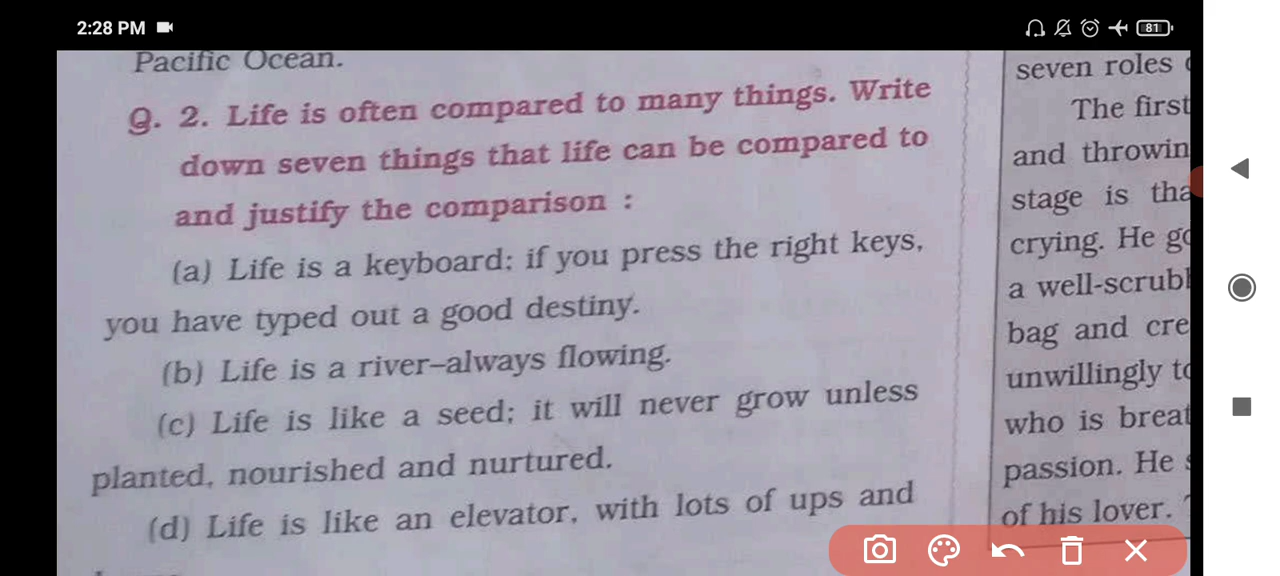 2:28 PM
81
Pacific Ocean.
Q. 2. Life is often compared to many things. Write
down seven things that life can be compared to
and justify the comparison :
(a) Life is a keyboard; if you press the right keys,
you have typed out a good destiny.
(b) Life is a river–always flowing.
(c) Life is like a seed; it will never grow unless
planted, nourished and nurtured.
(d) Life is like an elevator, with lots of ups and
seven roles
The first
and throwin
stage is tha
crying. He go
a well-scrubb
bag and cre
unwillingly to
who is breat
passion. He s
of his lover.